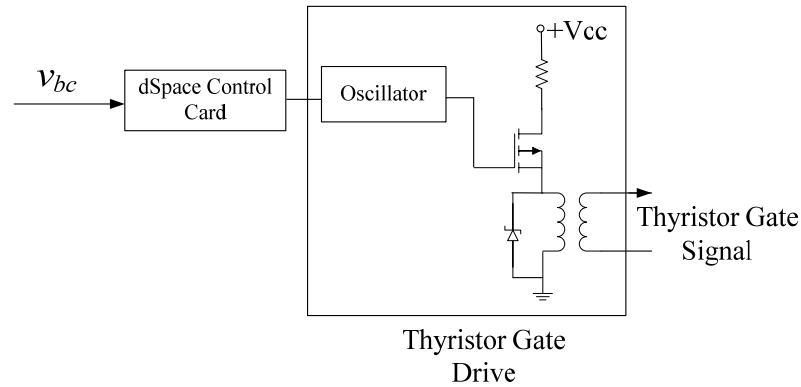 +Vcc
v_bc
dSpace Control
Card
Oscillator
Thyristor Gate
Signal
Thyristor Gate
Drive